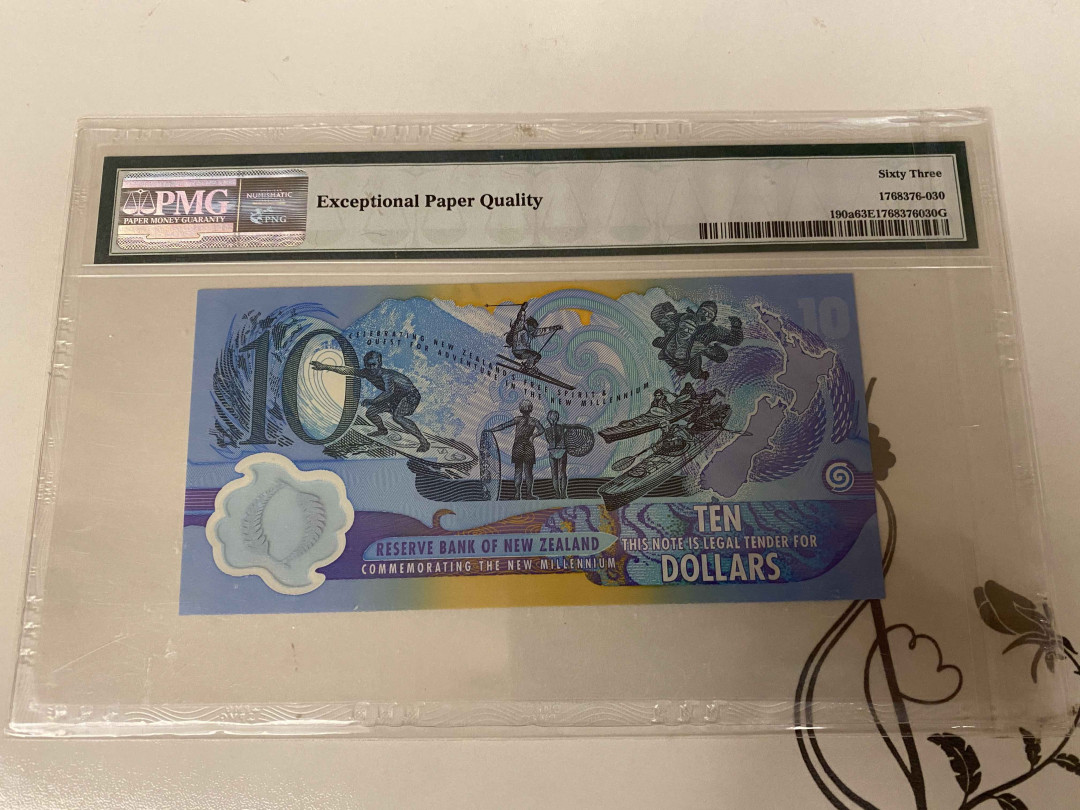 PMG
PAPER MONEY GUARANTY
NUMISMATIC
PNG
Exceptional Paper Quality
Sixty Three
1768376-030
190a63E1768376030G
10
10
CELEBRATING NEW ZEALAND'S FREE SPIRIT &
QUEST FOR ADVENTURE IN THE NEW MILLENNIUM
RESERVE BANK OF NEW ZEALAND
COMMEMORATING THE NEW MILLENNIUM
TEN
THIS NOTE IS LEGAL TENDER FOR
DOLLARS